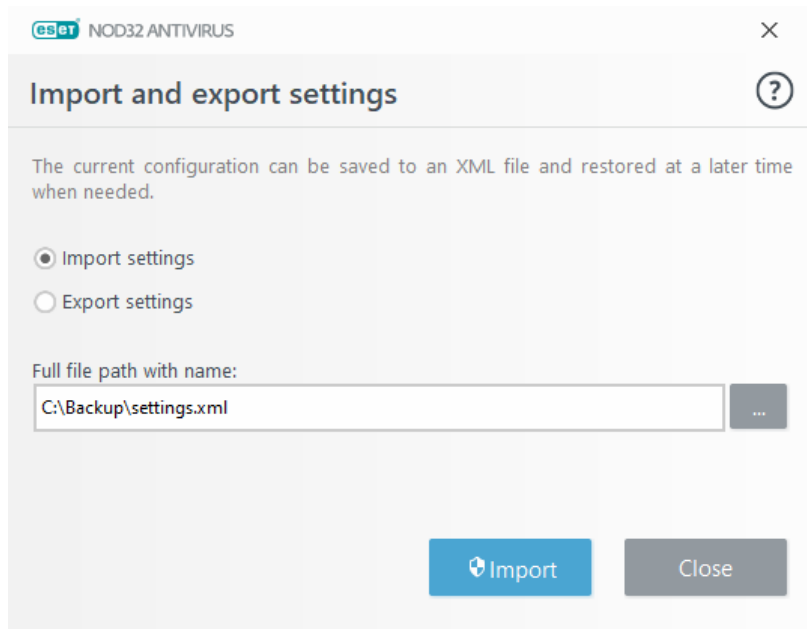 eseT NOD32 ANTIVIRUS
Import and export settings
?
The current configuration can be saved to an XML file and restored at a later time
when needed.
Import settings
Export settings
Full file path with name:
C:\Backup\settings.xml
...
Import
Close